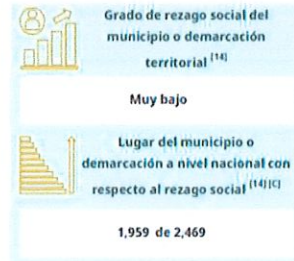 Grado de rezago social del
municipio o demarcación
territorial [14]
Muy bajo
Lugar del municipio o
demarcación a nivel nacional con
respecto al rezago social [14] [C]
1,959 de 2,469